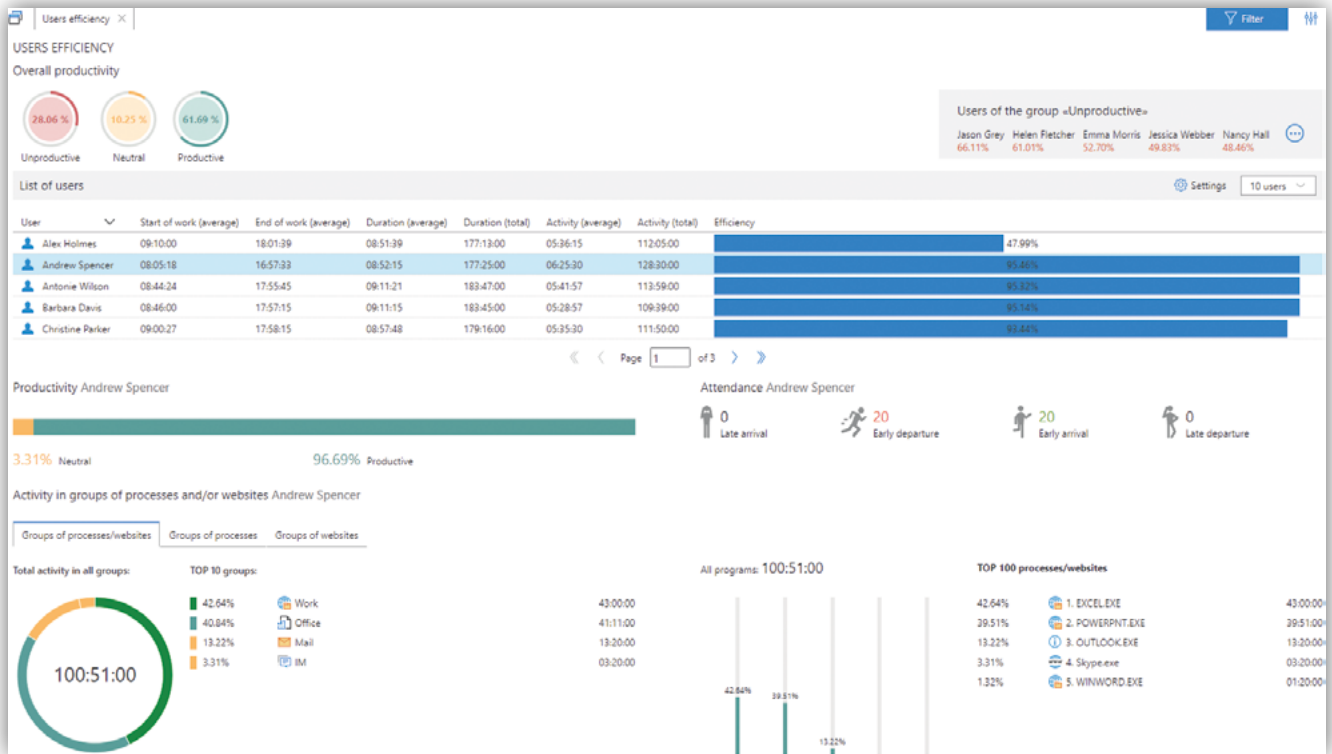 Users efficiency
Filter
USERS EFFICIENCY
Overall productivity
28.06 % 10.25 % 61.69 %
Unproductive Neutral Productive
Users of the group «Unproductive»
Jason Grey Helen Fletcher Emma Morris Jessica Webber Nancy Hall
66.11% 61.01% 52.70% 49.83% 48.46%
List of users Settings 10 users
User Start of work (average) End of work (average) Duration (average) Duration (total) Activity (average) Activity (total) Efficiency
Alex Holmes 09:10:00 18:01:39 08:51:39 177:13:00 05:36:15 112:05:00 47.99%
Andrew Spencer 08:05:18 16:57:33 08:52:15 177:25:00 06:25:30 128:30:00 95.46%
Antonie Wilson 08:44:24 17:55:45 09:11:21 183:47:00 05:41:57 113:59:00 95.32%
Barbara Davis 08:46:00 17:57:15 09:11:15 183:45:00 05:28:57 109:39:00 95.14%
Christine Parker 09:00:27 17:58:15 08:57:48 179:16:00 05:35:30 111:50:00 93.44%
Page 1 of 3
Productivity Andrew Spencer
3.31% Neutral 96.69% Productive
Attendance Andrew Spencer
0 20 20 0
Late arrival Early departure Early arrival Late departure
Activity in groups of processes and/or websites Andrew Spencer
Groups of processes/websites Groups of processes Groups of websites
Total activity in all groups: TOP 10 groups:
100:51:00
42.64% Work 43:00:00
40.84% Office 41:11:00
13.22% Mail 13:20:00
3.31% IM 03:20:00
All programs: 100:51:00
42.64% 39.51% 13.22%
TOP 100 processes/websites
42.64% 1. EXCEL.EXE 43:00:00
39.51% 2. POWERPNT.EXE 39:51:00
13.22% 3. OUTLOOK.EXE 13:20:00
3.31% 4. Skype.exe 03:20:00
1.32% 5. WINWORD.EXE 01:20:00